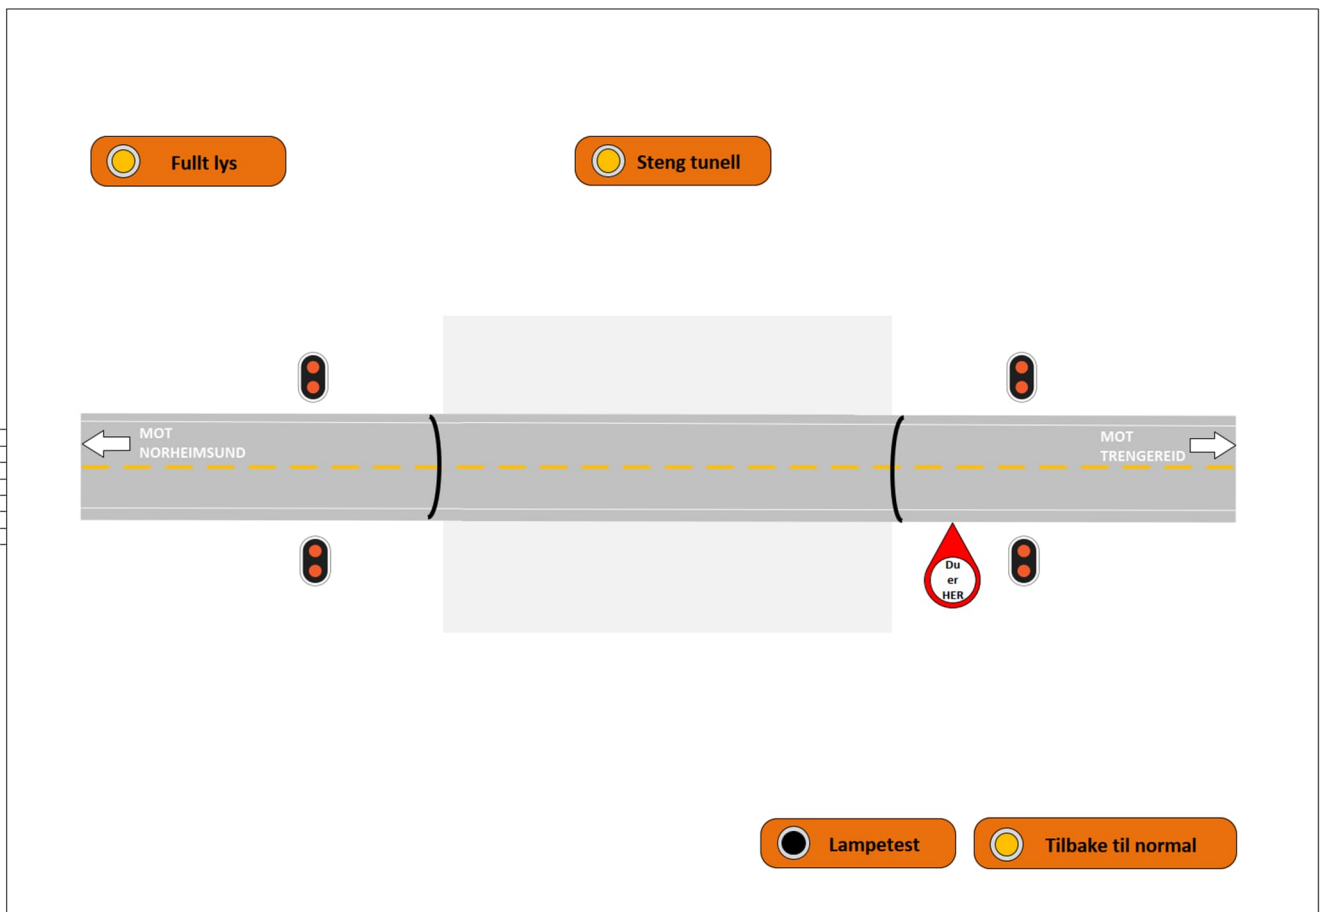 Fullt lys
Steng tunell
MOT
NORHEIMSUND
MOT
TRENGEREID
Du
er
HER
Lampetest
Tilbake til normal